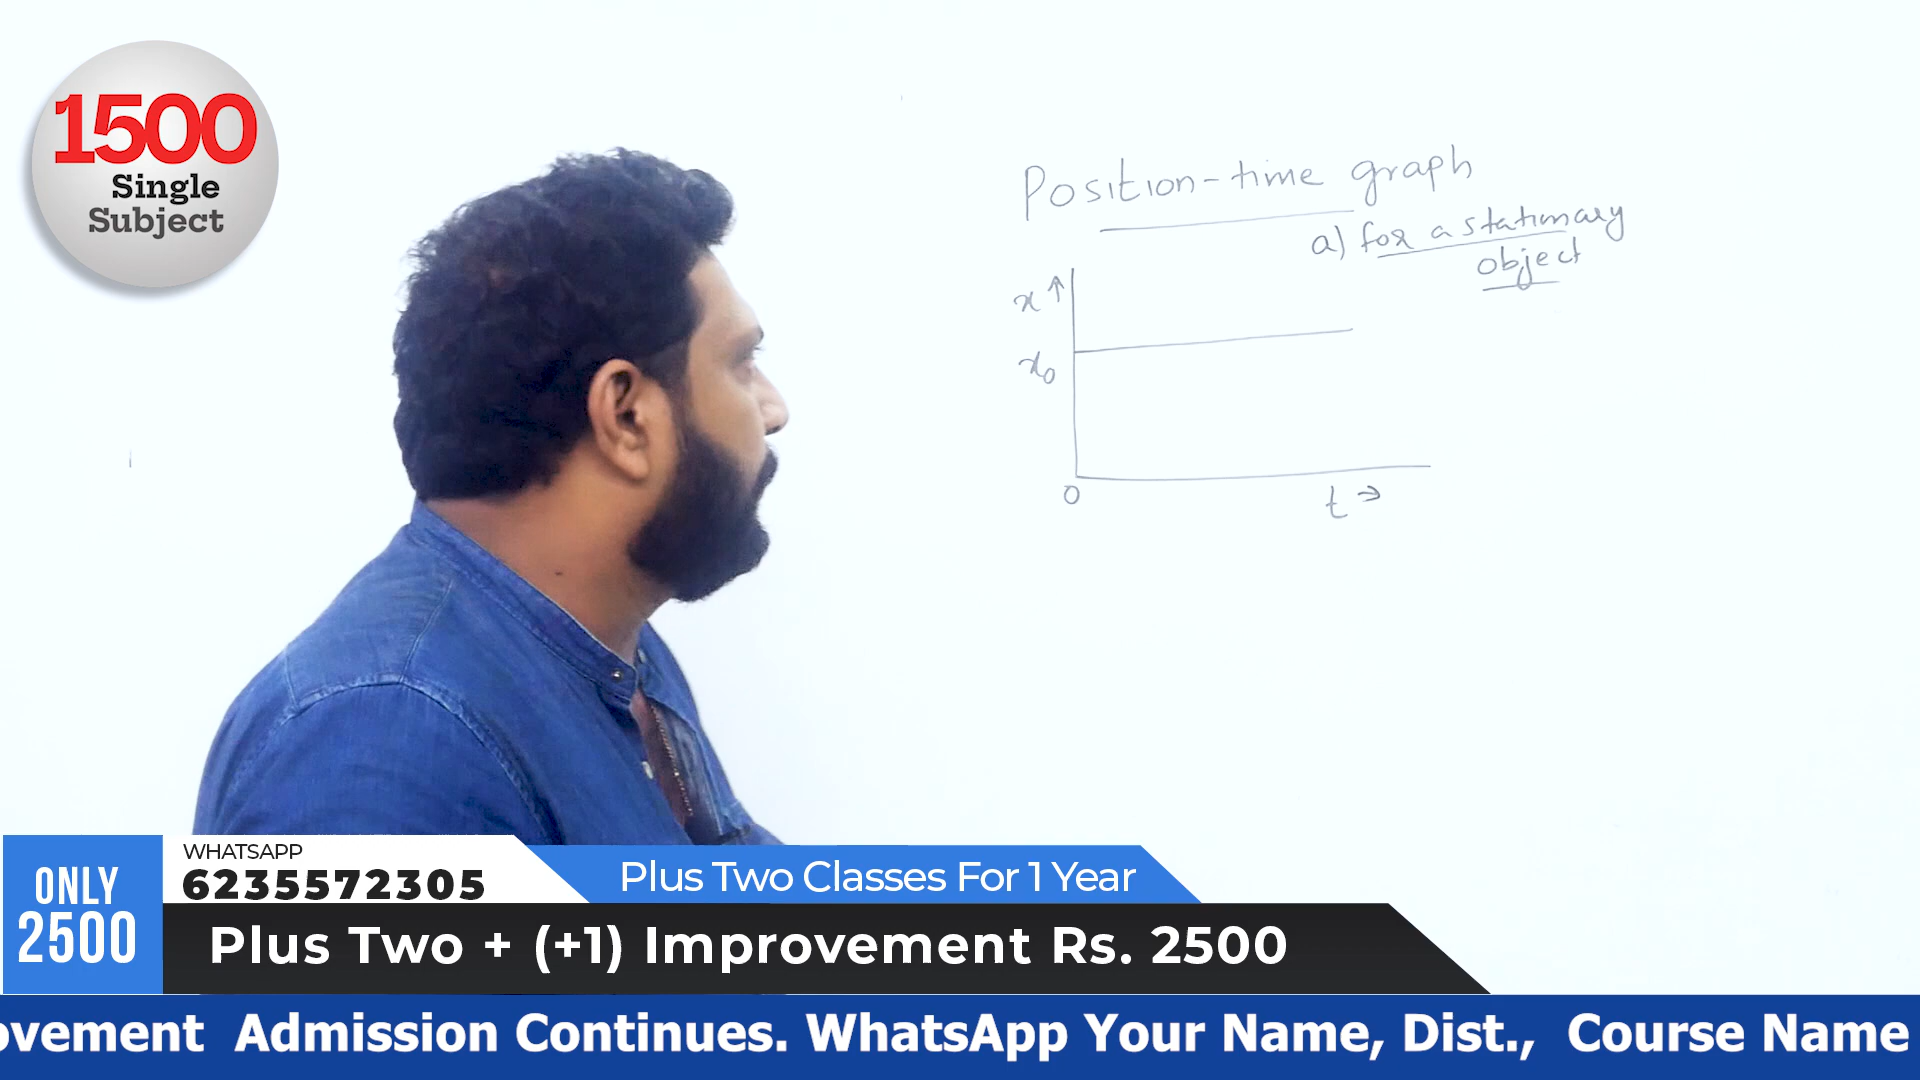 1500
Single
Subject
Position-time graph
a) for a stationary
object
x ↑
x₀
0
t →
ONLY
2500
WHATSAPP
6235572305
Plus Two Classes For 1 Year
Plus Two + (+1) Improvement Rs. 2500
ovement Admission Continues. WhatsApp Your Name, Dist., Course Name